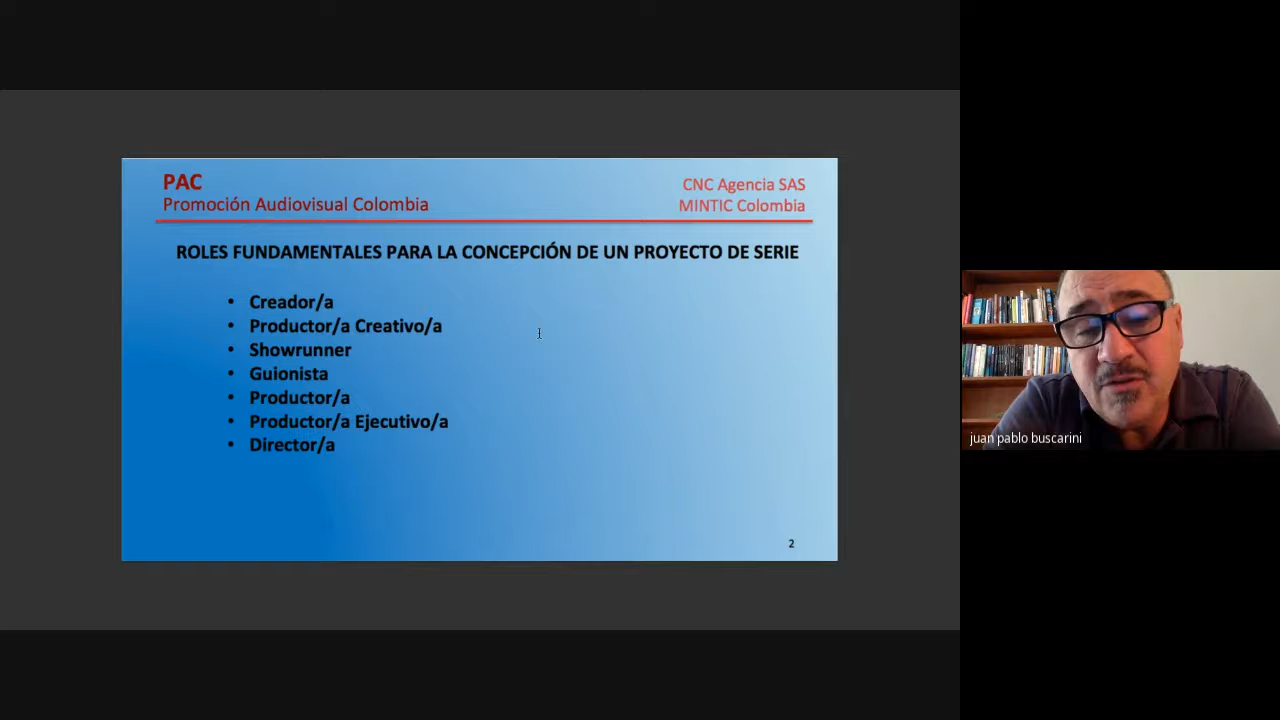 PAC
Promoción Audiovisual Colombia
CNC Agencia SAS
MINTIC Colombia
ROLES FUNDAMENTALES PARA LA CONCEPCIÓN DE UN PROYECTO DE SERIE
• Creador/a
• Productor/a Creativo/a
• Showrunner
• Guionista
• Productor/a
• Productor/a Ejecutivo/a
• Director/a
2
juan pablo buscarini